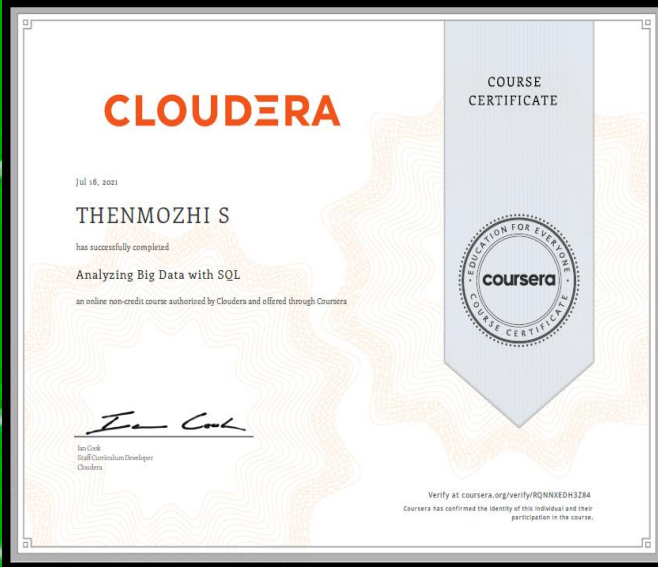 CLOUDERA
COURSE
CERTIFICATE
Jul 16, 2021
THENMOZHI S
has successfully completed
Analyzing Big Data with SQL
an online non-credit course authorized by Cloudera and offered through Coursera
EDUCATION FOR EVERYONE
coursera
COURSE CERTIFICATE
Ian Cook
Ian Cook
Staff Curriculum Developer
Cloudera
Verify at coursera.org/verify/RQNNXEDH3Z84
Coursera has confirmed the identity of this individual and their
participation in the course.